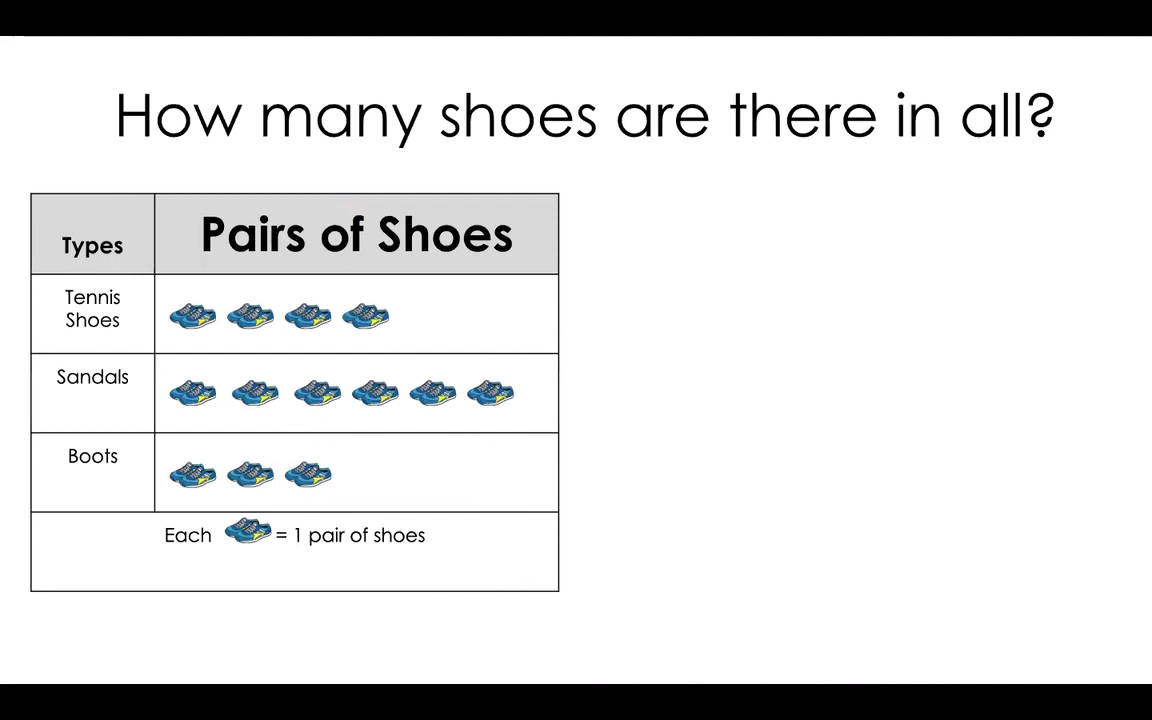 How many shoes are there in all?
Types
Pairs of Shoes
Tennis
Shoes
Sandals
Boots
Each = 1 pair of shoes